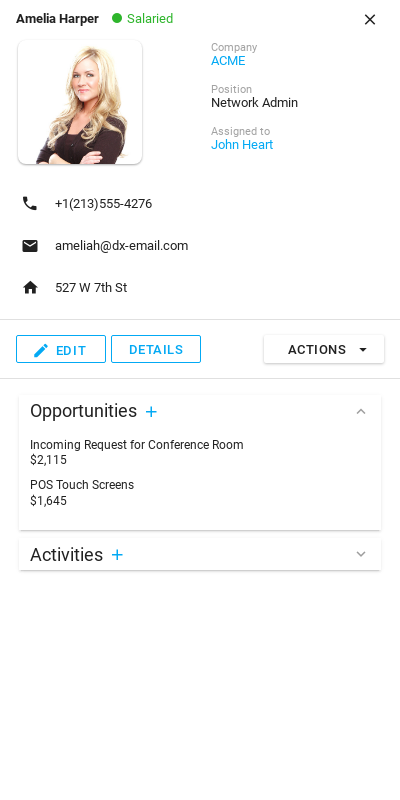 Amelia Harper Salaried
Company
ACME
Position
Network Admin
Assigned to
John Heart
+1(213)555-4276
ameliah@dx-email.com
527 W 7th St
EDIT DETAILS ACTIONS
Opportunities
Incoming Request for Conference Room
$2,115
POS Touch Screens
$1,645
Activities